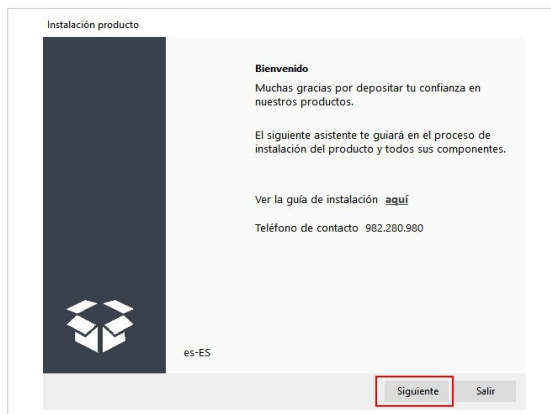 Instalación producto
Bienvenido
Muchas gracias por depositar tu confianza en
nuestros productos.
El siguiente asistente te guiará en el proceso de
instalación del producto y todos sus componentes.
Ver la guía de instalación aquí
Teléfono de contacto 982.280.980
es-ES
Siguiente Salir